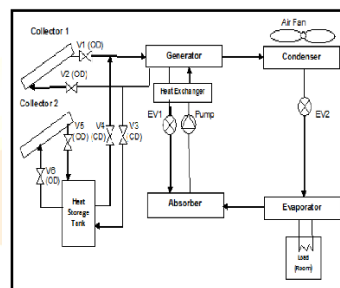 Collector 1
Air Fan
V1 (OD)
Generator
Condenser
V2 (OD)
Heat Exchanger
Collector 2
EV1
Pump
EV2
V5
(OD)
V4
(CD)
V3
(CD)
V6
(OD)
Heat
Storage
Tank
Absorber
Evaporator
Load
(Room)